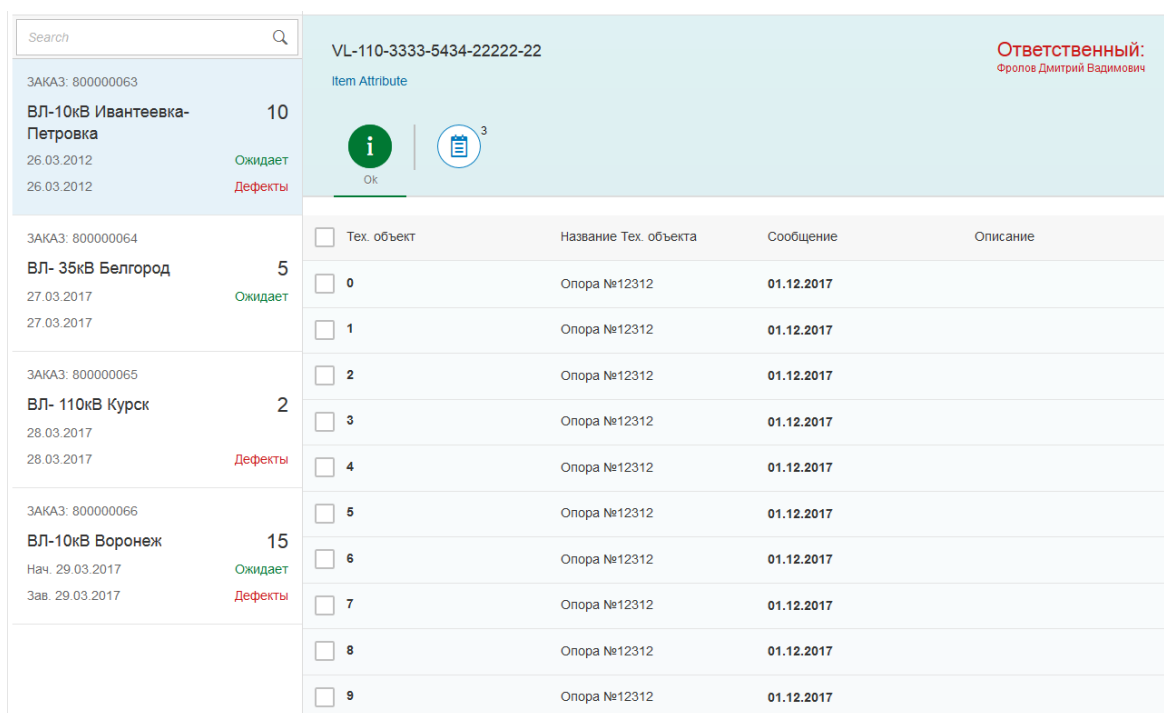 Search
ЗАКАЗ: 800000063
ВЛ-10кВ Ивантеевка-
Петровка
10
26.03.2012
Ожидает
26.03.2012
Дефекты
ЗАКАЗ: 800000064
ВЛ- 35кВ Белгород
5
27.03.2017
Ожидает
27.03.2017
ЗАКАЗ: 800000065
ВЛ- 110кВ Курск
2
28.03.2017
28.03.2017
Дефекты
ЗАКАЗ: 800000066
ВЛ-10кВ Воронеж
15
Нач. 29.03.2017
Ожидает
Зав. 29.03.2017
Дефекты
VL-110-3333-5434-22222-22
Item Attribute
Ответственный:
Фролов Дмитрий Вадимович
i
Ok
3
Тех. объект Название Тех. объекта Сообщение Описание
0 Опора №12312 01.12.2017
1 Опора №12312 01.12.2017
2 Опора №12312 01.12.2017
3 Опора №12312 01.12.2017
4 Опора №12312 01.12.2017
5 Опора №12312 01.12.2017
6 Опора №12312 01.12.2017
7 Опора №12312 01.12.2017
8 Опора №12312 01.12.2017
9 Опора №12312 01.12.2017